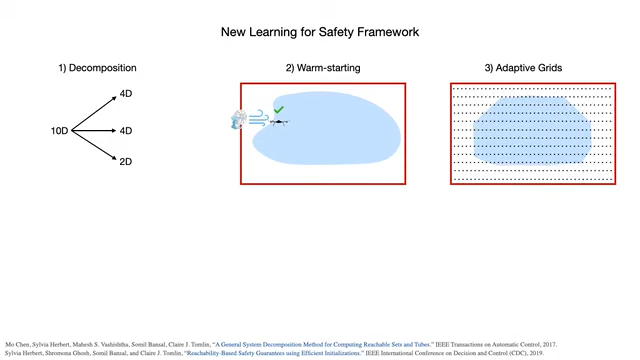 New Learning for Safety Framework
1) Decomposition
2) Warm-starting
3) Adaptive Grids
10D
4D
4D
2D
Mo Chen, Sylvia Herbert, Mahesh S. Vashishtha, Somil Bansal, Claire J. Tomlin, “A General System Decomposition Method for Computing Reachable Sets and Tubes.” IEEE Transactions on Automatic Control, 2017.
Sylvia Herbert, Shromona Ghosh, Somil Bansal, and Claire J. Tomlin, “Reachability-Based Safety Guarantees using Efficient Initializations.” IEEE International Conference on Decision and Control (CDC), 2019.